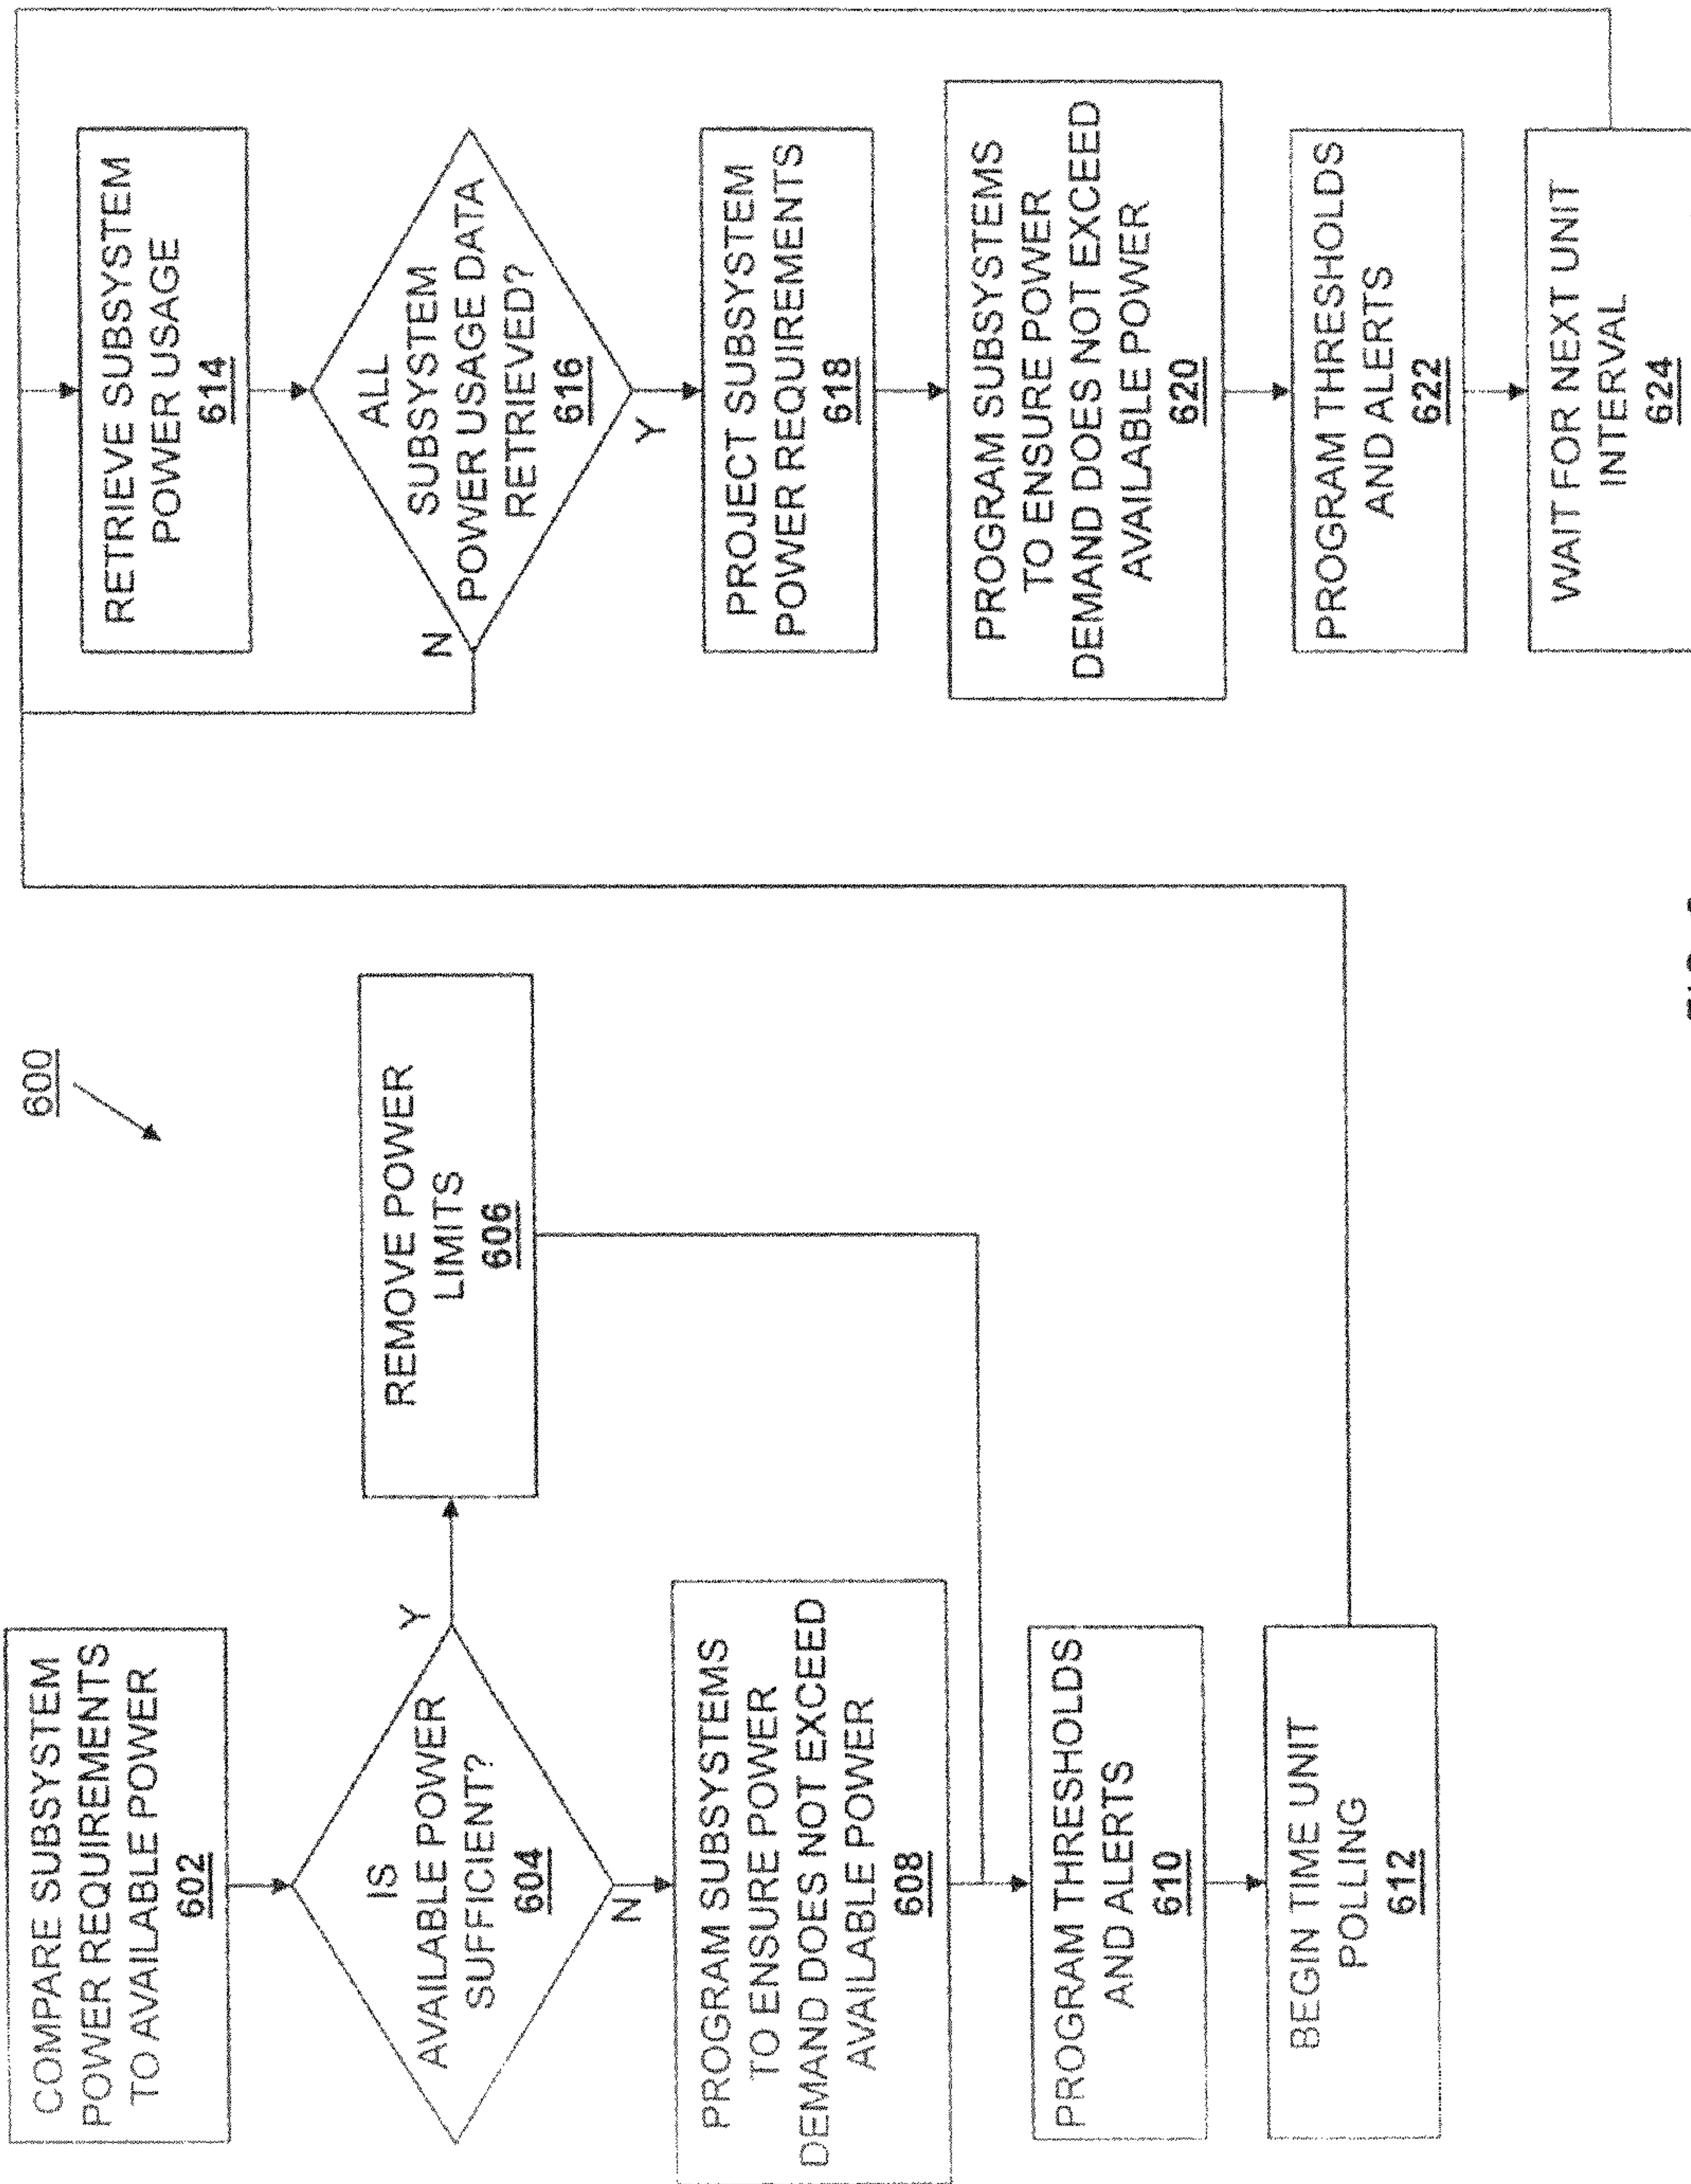 600
COMPARE SUBSYSTEM
POWER REQUIREMENTS
TO AVAILABLE POWER
602
IS
AVAILABLE POWER
SUFFICIENT?
604
Y
N
REMOVE POWER
LIMITS
606
PROGRAM SUBSYSTEMS
TO ENSURE POWER
DEMAND DOES NOT EXCEED
AVAILABLE POWER
608
PROGRAM THRESHOLDS
AND ALERTS
610
BEGIN TIME UNIT
POLLING
612
RETRIEVE SUBSYSTEM
POWER USAGE
614
ALL
SUBSYSTEM
POWER USAGE DATA
RETRIEVED?
616
N
Y
PROJECT SUBSYSTEM
POWER REQUIREMENTS
618
PROGRAM SUBSYSTEMS
TO ENSURE POWER
DEMAND DOES NOT EXCEED
AVAILABLE POWER
620
PROGRAM THRESHOLDS
AND ALERTS
622
WAIT FOR NEXT UNIT
INTERVAL
624